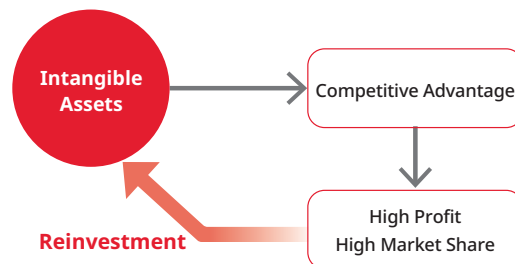 Intangible
Assets
Competitive Advantage
High Profit
High Market Share
Reinvestment